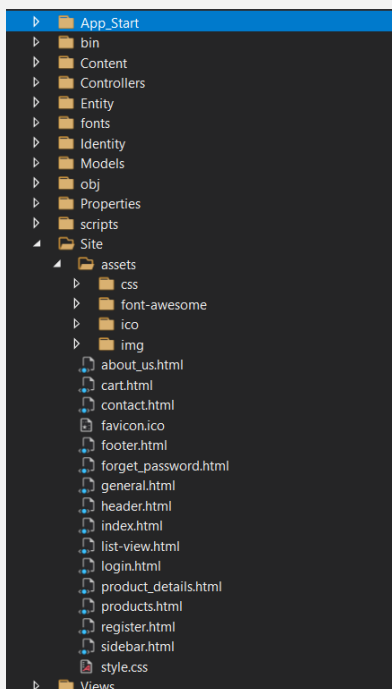 App_Start
bin
Content
Controllers
Entity
fonts
Identity
Models
obj
Properties
scripts
Site
assets
css
font-awesome
ico
img
about_us.html
cart.html
contact.html
favicon.ico
footer.html
forget_password.html
general.html
header.html
index.html
list-view.html
login.html
product_details.html
products.html
register.html
sidebar.html
style.css
Views